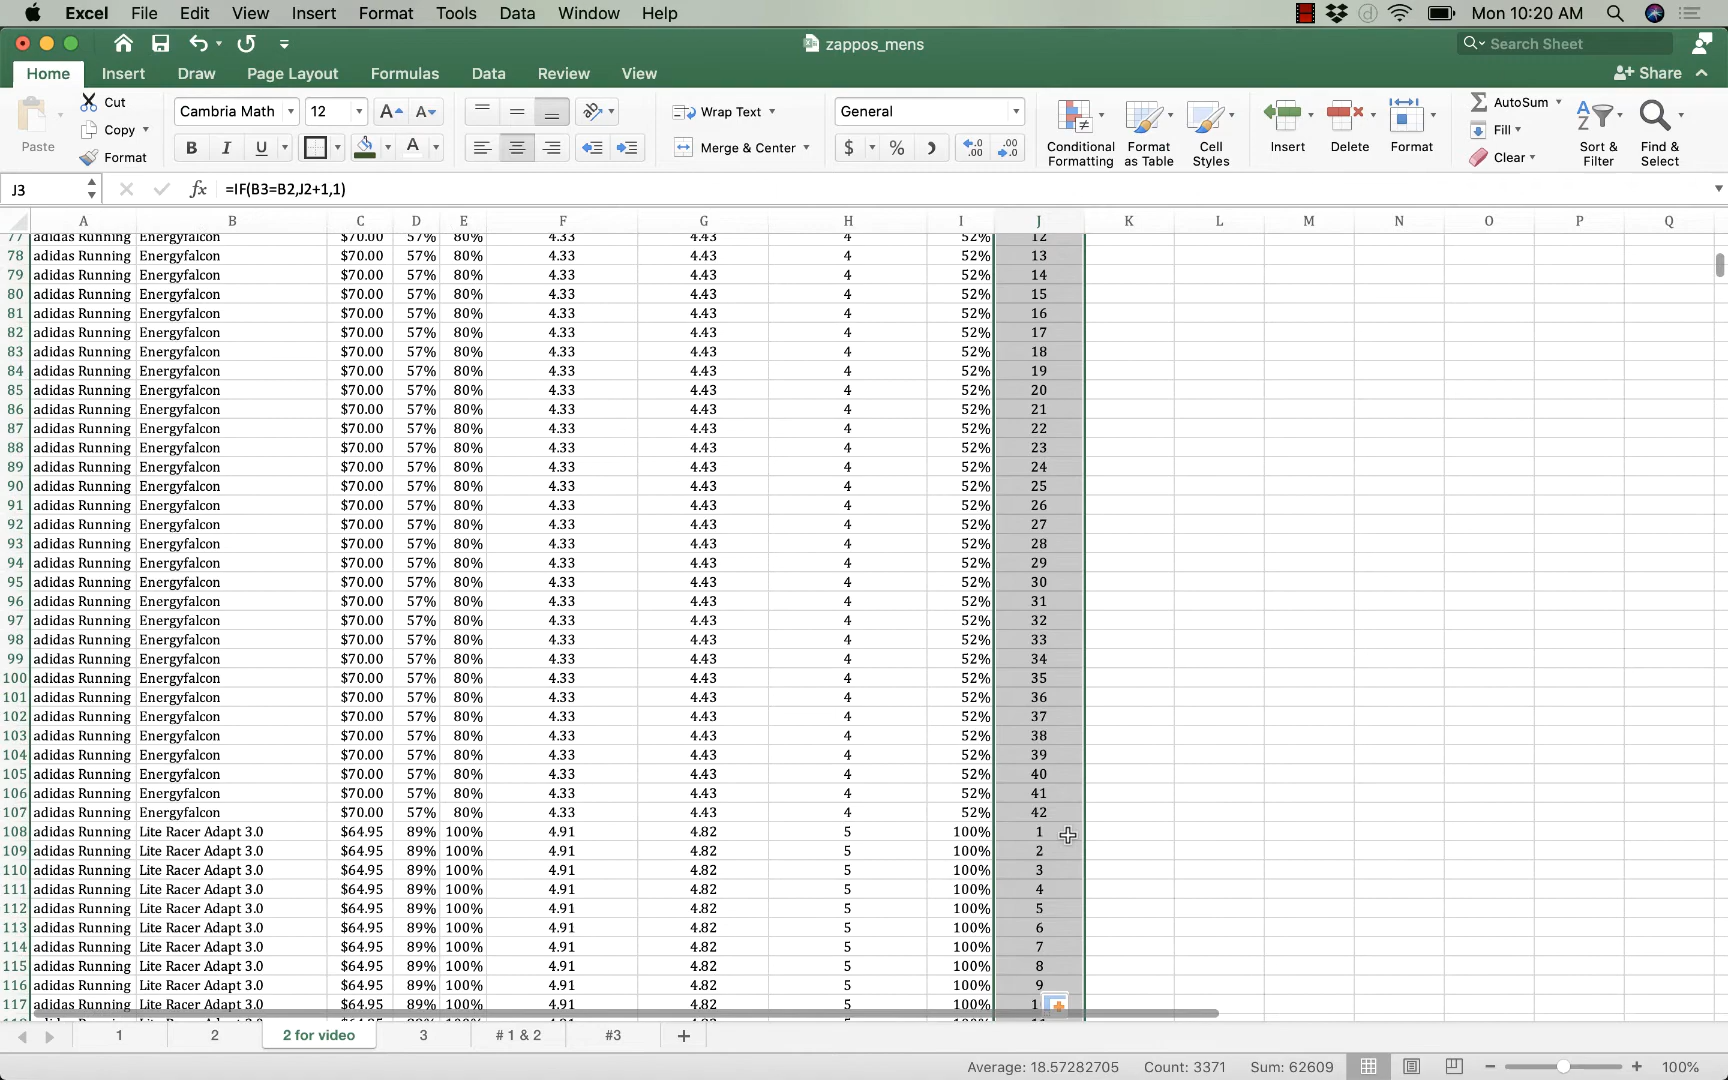 Excel File Edit View Insert Format Tools Data Window Help Mon 10:20 AM
zappos_mens Search Sheet
Home Insert Draw Page Layout Formulas Data Review View Share
Paste Cut Copy Format Cambria Math 12 Wrap Text Merge & Center General Conditional Formatting Format as Table Cell Styles Insert Delete Format AutoSum Fill Clear Sort & Filter Find & Select
J3 fx =IF(B3=B2,J2+1,1)
A B C D E F G H I J K L M N O P Q
77 adidas Running Energyfalcon $70.00 57% 80% 4.33 4.43 4 52% 12
78 adidas Running Energyfalcon $70.00 57% 80% 4.33 4.43 4 52% 13
79 adidas Running Energyfalcon $70.00 57% 80% 4.33 4.43 4 52% 14
80 adidas Running Energyfalcon $70.00 57% 80% 4.33 4.43 4 52% 15
81 adidas Running Energyfalcon $70.00 57% 80% 4.33 4.43 4 52% 16
82 adidas Running Energyfalcon $70.00 57% 80% 4.33 4.43 4 52% 17
83 adidas Running Energyfalcon $70.00 57% 80% 4.33 4.43 4 52% 18
84 adidas Running Energyfalcon $70.00 57% 80% 4.33 4.43 4 52% 19
85 adidas Running Energyfalcon $70.00 57% 80% 4.33 4.43 4 52% 20
86 adidas Running Energyfalcon $70.00 57% 80% 4.33 4.43 4 52% 21
87 adidas Running Energyfalcon $70.00 57% 80% 4.33 4.43 4 52% 22
88 adidas Running Energyfalcon $70.00 57% 80% 4.33 4.43 4 52% 23
89 adidas Running Energyfalcon $70.00 57% 80% 4.33 4.43 4 52% 24
90 adidas Running Energyfalcon $70.00 57% 80% 4.33 4.43 4 52% 25
91 adidas Running Energyfalcon $70.00 57% 80% 4.33 4.43 4 52% 26
92 adidas Running Energyfalcon $70.00 57% 80% 4.33 4.43 4 52% 27
93 adidas Running Energyfalcon $70.00 57% 80% 4.33 4.43 4 52% 28
94 adidas Running Energyfalcon $70.00 57% 80% 4.33 4.43 4 52% 29
95 adidas Running Energyfalcon $70.00 57% 80% 4.33 4.43 4 52% 30
96 adidas Running Energyfalcon $70.00 57% 80% 4.33 4.43 4 52% 31
97 adidas Running Energyfalcon $70.00 57% 80% 4.33 4.43 4 52% 32
98 adidas Running Energyfalcon $70.00 57% 80% 4.33 4.43 4 52% 33
99 adidas Running Energyfalcon $70.00 57% 80% 4.33 4.43 4 52% 34
100 adidas Running Energyfalcon $70.00 57% 80% 4.33 4.43 4 52% 35
101 adidas Running Energyfalcon $70.00 57% 80% 4.33 4.43 4 52% 36
102 adidas Running Energyfalcon $70.00 57% 80% 4.33 4.43 4 52% 37
103 adidas Running Energyfalcon $70.00 57% 80% 4.33 4.43 4 52% 38
104 adidas Running Energyfalcon $70.00 57% 80% 4.33 4.43 4 52% 39
105 adidas Running Energyfalcon $70.00 57% 80% 4.33 4.43 4 52% 40
106 adidas Running Energyfalcon $70.00 57% 80% 4.33 4.43 4 52% 41
107 adidas Running Energyfalcon $70.00 57% 80% 4.33 4.43 4 52% 42
108 adidas Running Lite Racer Adapt 3.0 $64.95 89% 100% 4.91 4.82 5 100% 1
109 adidas Running Lite Racer Adapt 3.0 $64.95 89% 100% 4.91 4.82 5 100% 2
110 adidas Running Lite Racer Adapt 3.0 $64.95 89% 100% 4.91 4.82 5 100% 3
111 adidas Running Lite Racer Adapt 3.0 $64.95 89% 100% 4.91 4.82 5 100% 4
112 adidas Running Lite Racer Adapt 3.0 $64.95 89% 100% 4.91 4.82 5 100% 5
113 adidas Running Lite Racer Adapt 3.0 $64.95 89% 100% 4.91 4.82 5 100% 6
114 adidas Running Lite Racer Adapt 3.0 $64.95 89% 100% 4.91 4.82 5 100% 7
115 adidas Running Lite Racer Adapt 3.0 $64.95 89% 100% 4.91 4.82 5 100% 8
116 adidas Running Lite Racer Adapt 3.0 $64.95 89% 100% 4.91 4.82 5 100% 9
117 adidas Running Lite Racer Adapt 3.0 $64.95 89% 100% 4.91 4.82 5 100%
1 2 2 for video 3 # 1 & 2 #3
Average: 18.57282705 Count: 3371 Sum: 62609 100%